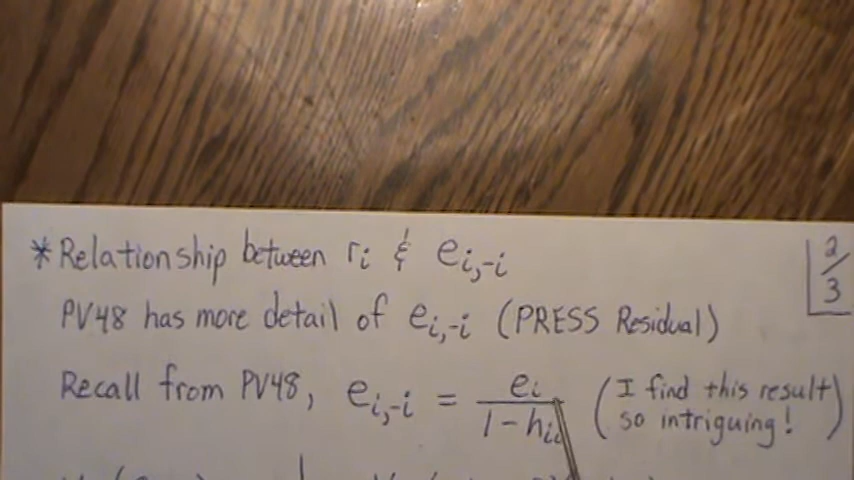 *Relationship between rᵢ & eᵢ,₋ᵢ
2/3
PV48 has more detail of eᵢ,₋ᵢ (PRESS Residual)
Recall from PV48, eᵢ,₋ᵢ = eᵢ / (1 - hᵢᵢ) (I find this result so intriguing!)